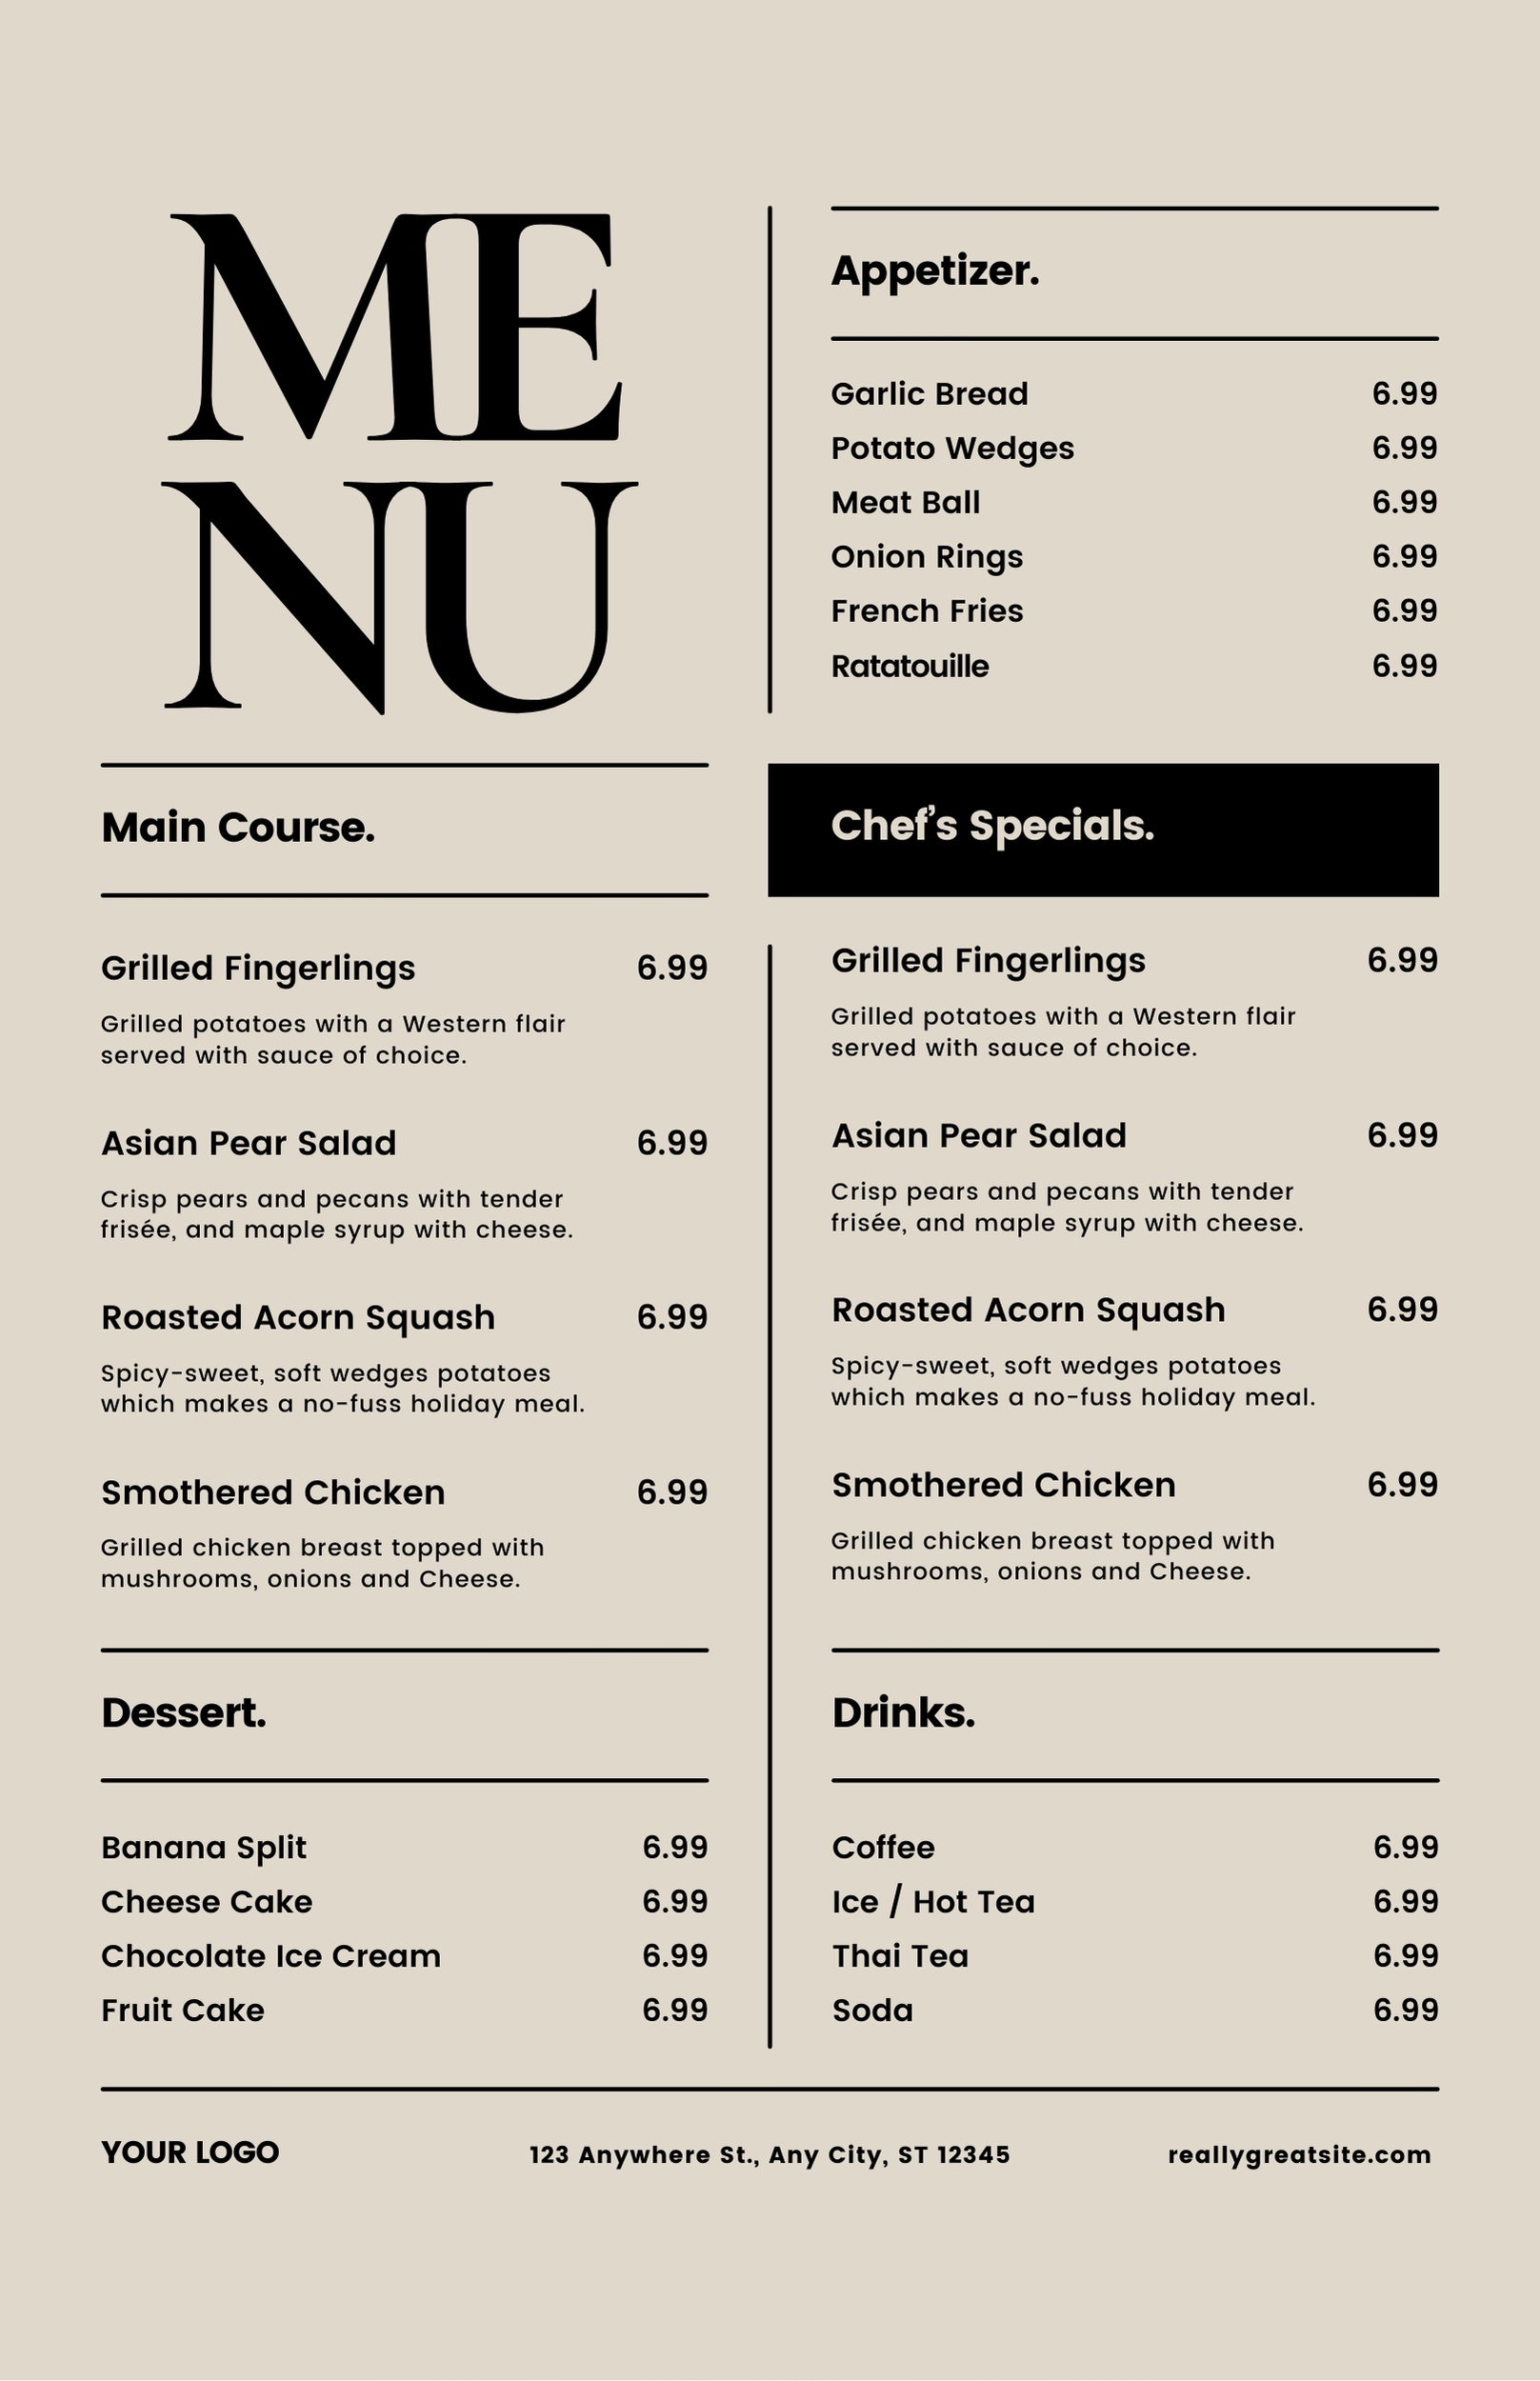 ME
NU
Appetizer.
Garlic Bread 6.99
Potato Wedges 6.99
Meat Ball 6.99
Onion Rings 6.99
French Fries 6.99
Ratatouille 6.99
Main Course.
Grilled Fingerlings 6.99
Grilled potatoes with a Western flair
served with sauce of choice.
Asian Pear Salad 6.99
Crisp pears and pecans with tender
frisée, and maple syrup with cheese.
Roasted Acorn Squash 6.99
Spicy-sweet, soft wedges potatoes
which makes a no-fuss holiday meal.
Smothered Chicken 6.99
Grilled chicken breast topped with
mushrooms, onions and Cheese.
Chef’s Specials.
Grilled Fingerlings 6.99
Grilled potatoes with a Western flair
served with sauce of choice.
Asian Pear Salad 6.99
Crisp pears and pecans with tender
frisée, and maple syrup with cheese.
Roasted Acorn Squash 6.99
Spicy-sweet, soft wedges potatoes
which makes a no-fuss holiday meal.
Smothered Chicken 6.99
Grilled chicken breast topped with
mushrooms, onions and Cheese.
Dessert.
Banana Split 6.99
Cheese Cake 6.99
Chocolate Ice Cream 6.99
Fruit Cake 6.99
Drinks.
Coffee 6.99
Ice / Hot Tea 6.99
Thai Tea 6.99
Soda 6.99
YOUR LOGO 123 Anywhere St., Any City, ST 12345 reallygreatsite.com